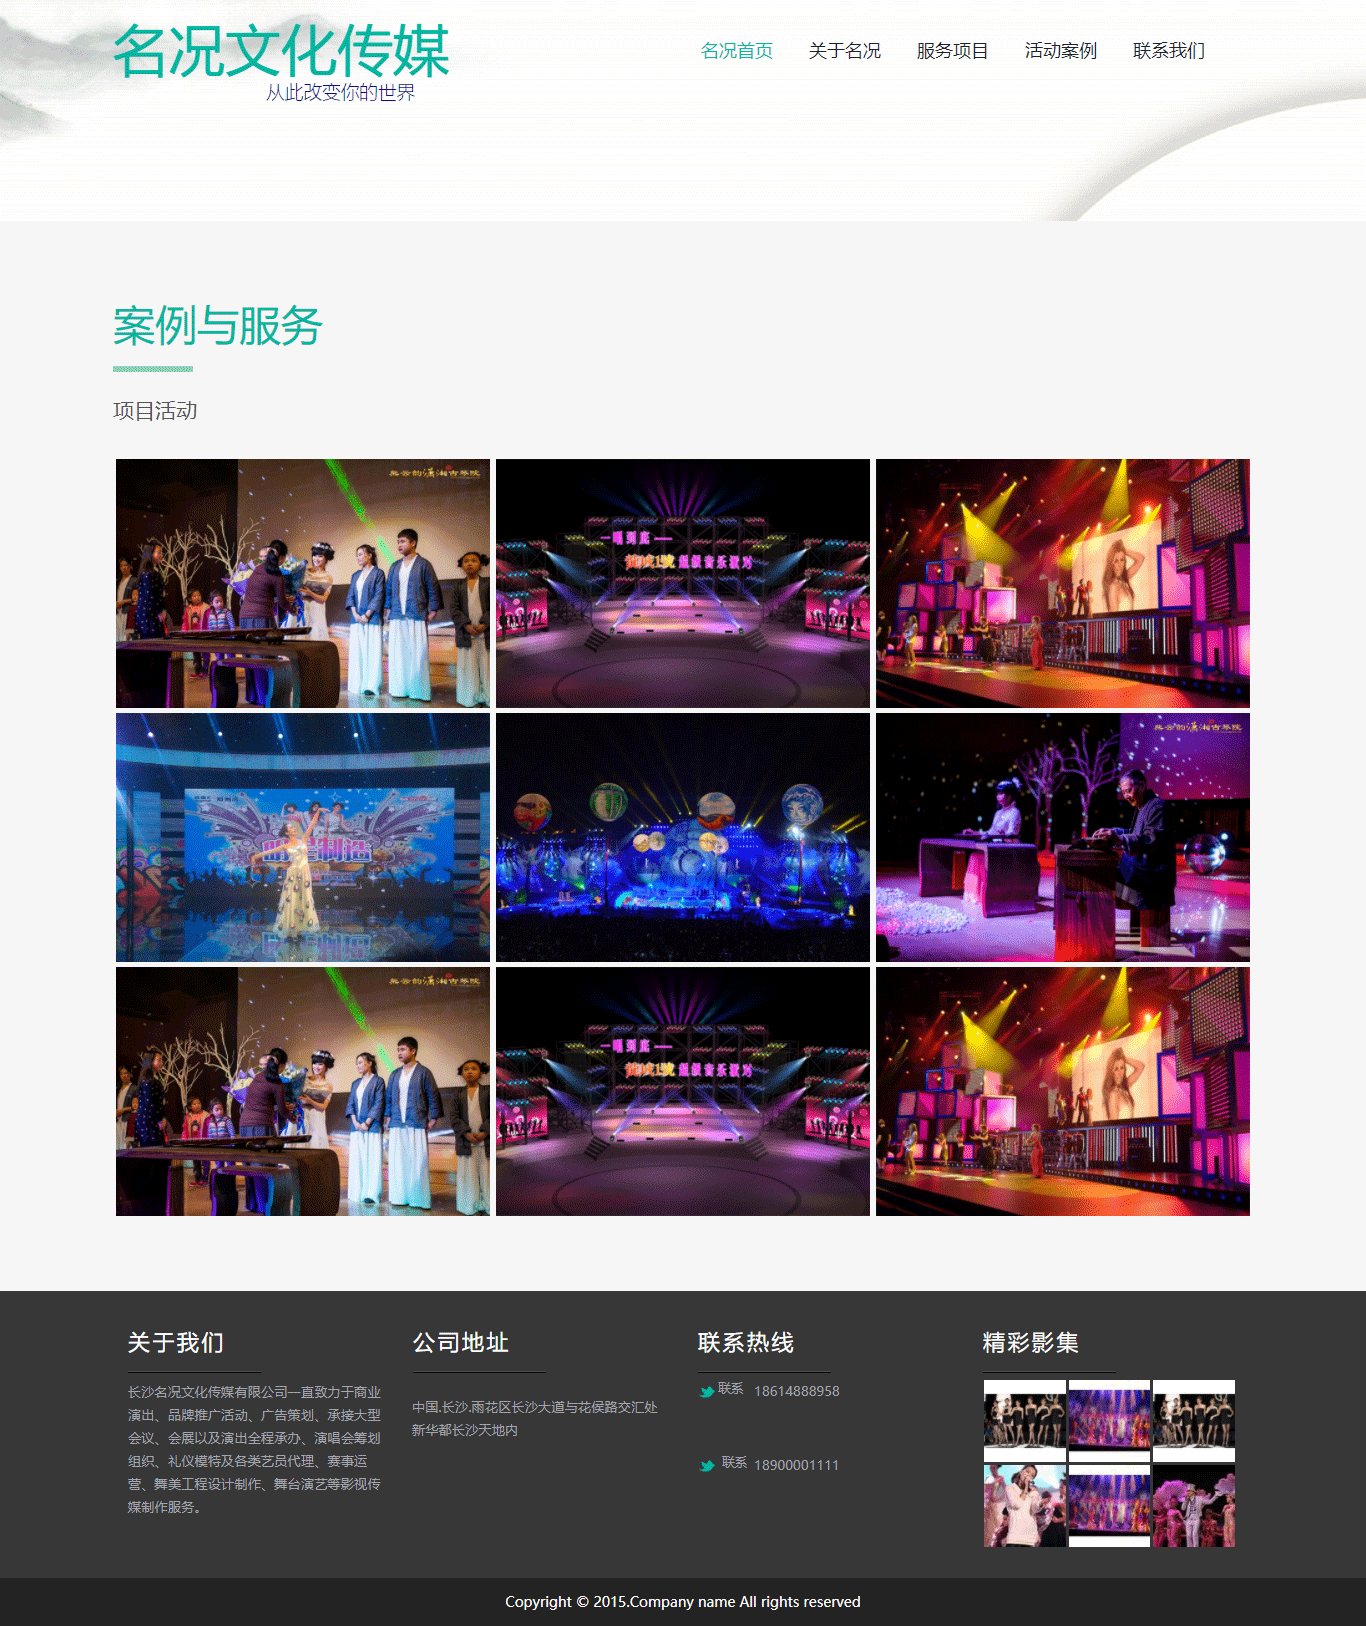 名况文化传媒
从此改变你的世界
名况首页 关于名况 服务项目 活动案例 联系我们
案例与服务
项目活动
关于我们
长沙名况文化传媒有限公司一直致力于商业
演出、品牌推广活动、广告策划、承接大型
会议、会展以及演出全程承办、演唱会筹划
组织、礼仪模特及各类艺员代理、赛事运
营、舞美工程设计制作、舞台演艺等影视传
媒制作服务。
公司地址
中国.长沙.雨花区长沙大道与花侯路交汇处
新华都长沙天地内
联系热线
联系 18614888958
联系 18900001111
精彩影集
Copyright © 2015.Company name All rights reserved